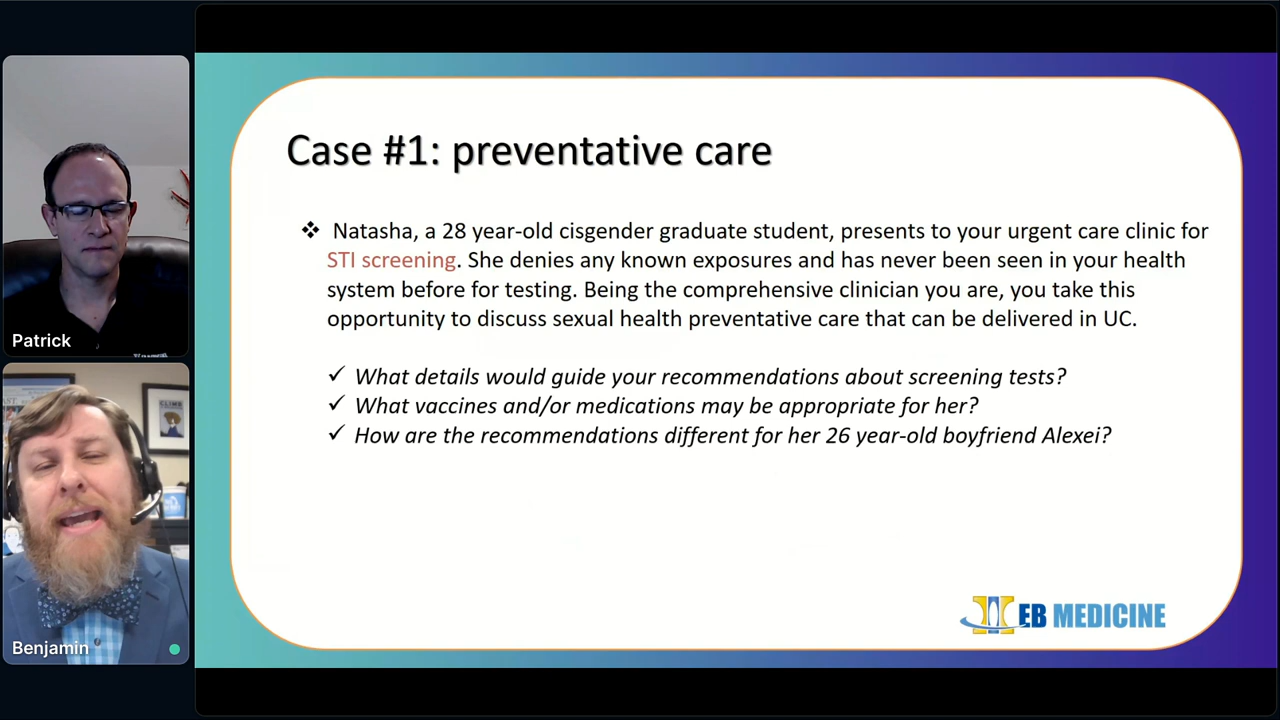 Case #1: preventative care
❖ Natasha, a 28 year-old cisgender graduate student, presents to your urgent care clinic for
STI screening. She denies any known exposures and has never been seen in your health
system before for testing. Being the comprehensive clinician you are, you take this
opportunity to discuss sexual health preventative care that can be delivered in UC.
✓ What details would guide your recommendations about screening tests?
✓ What vaccines and/or medications may be appropriate for her?
✓ How are the recommendations different for her 26 year-old boyfriend Alexei?
EB MEDICINE
Patrick
Benjamin